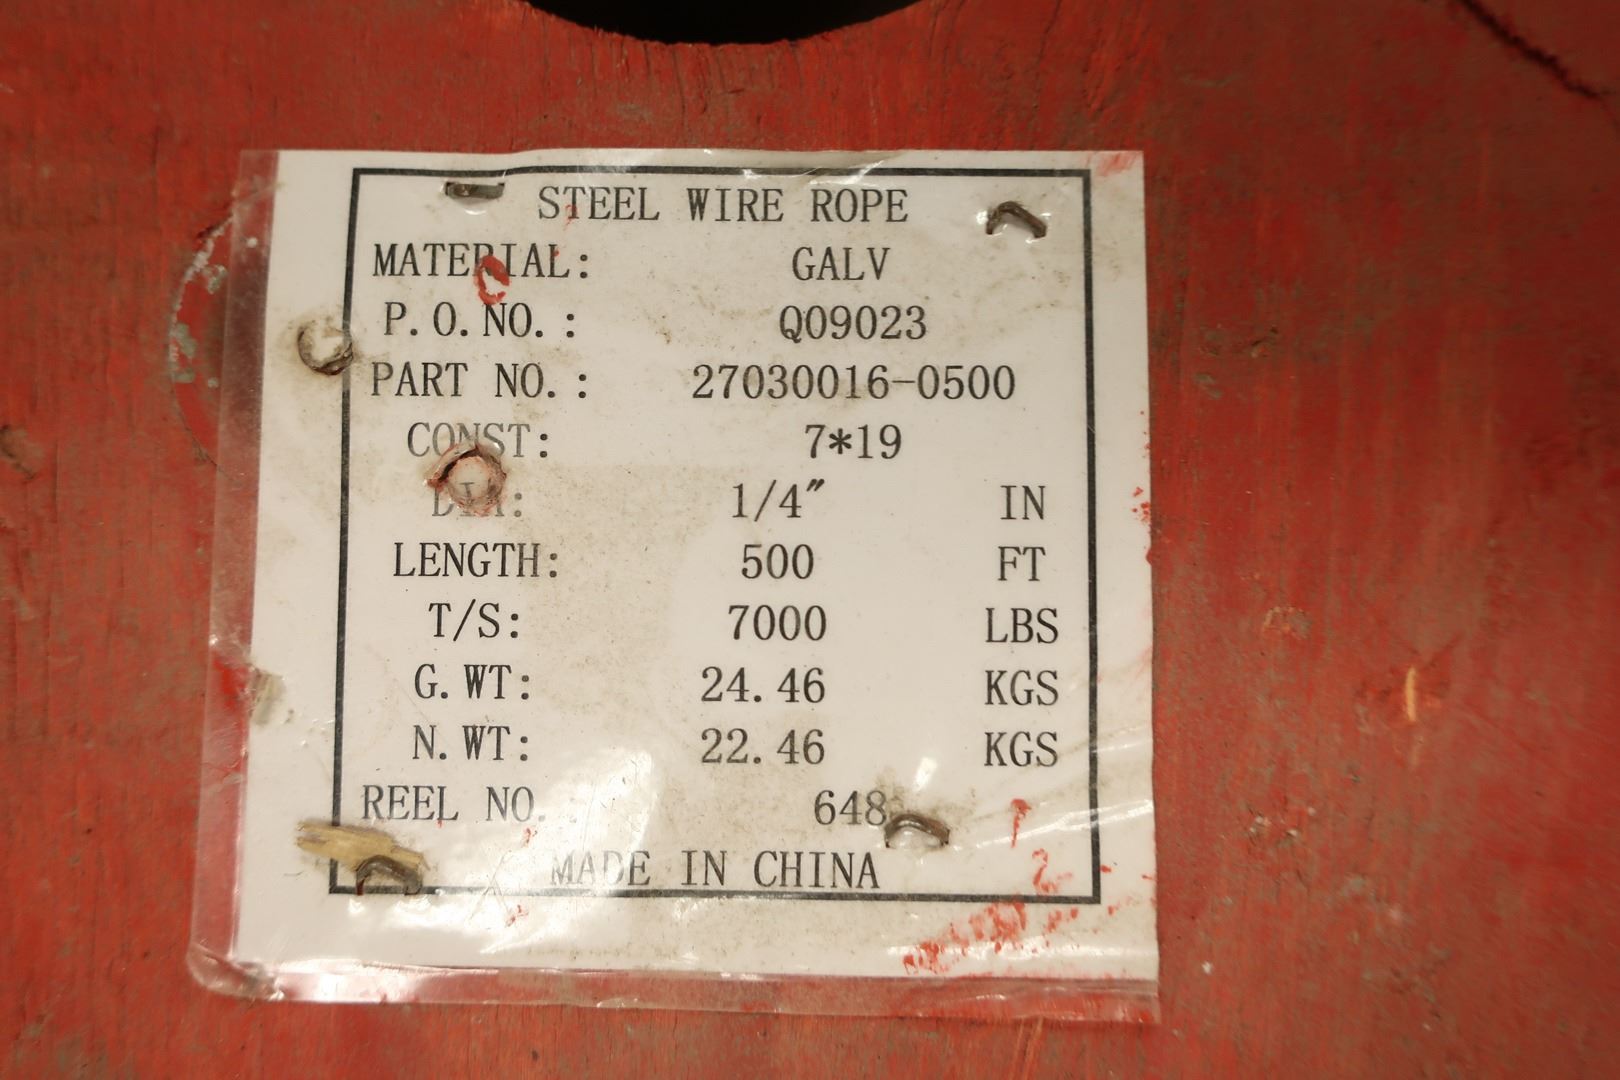 STEEL WIRE ROPE
MATERIAL: GALV
P.O.NO.: Q09023
PART NO.: 27030016-0500
CONST: 7*19
DIA: 1/4" IN
LENGTH: 500 FT
T/S: 7000 LBS
G.WT: 24.46 KGS
N.WT: 22.46 KGS
REEL NO.: 648
MADE IN CHINA